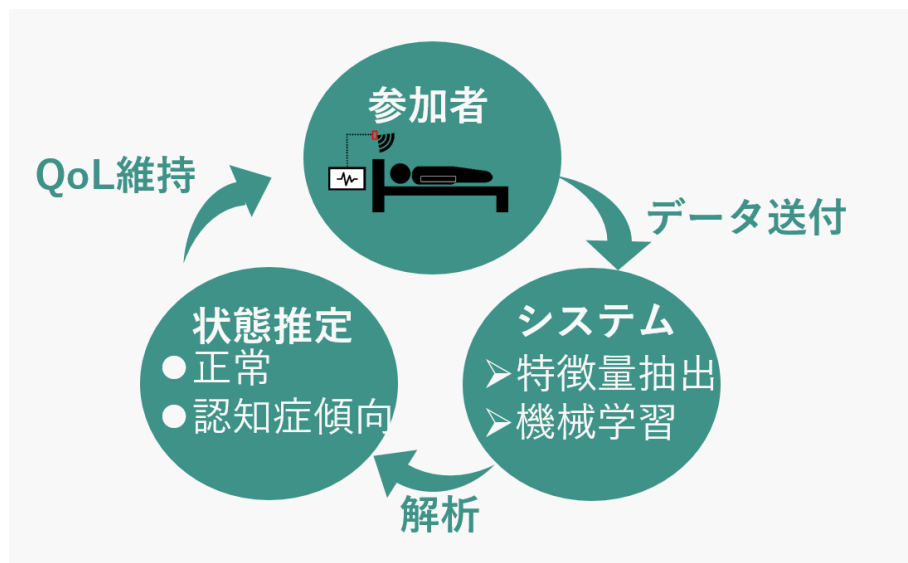 参加者
QoL維持
データ送付
状態推定
● 正常
● 認知症傾向
システム
➢ 特徴量抽出
➢ 機械学習
解析